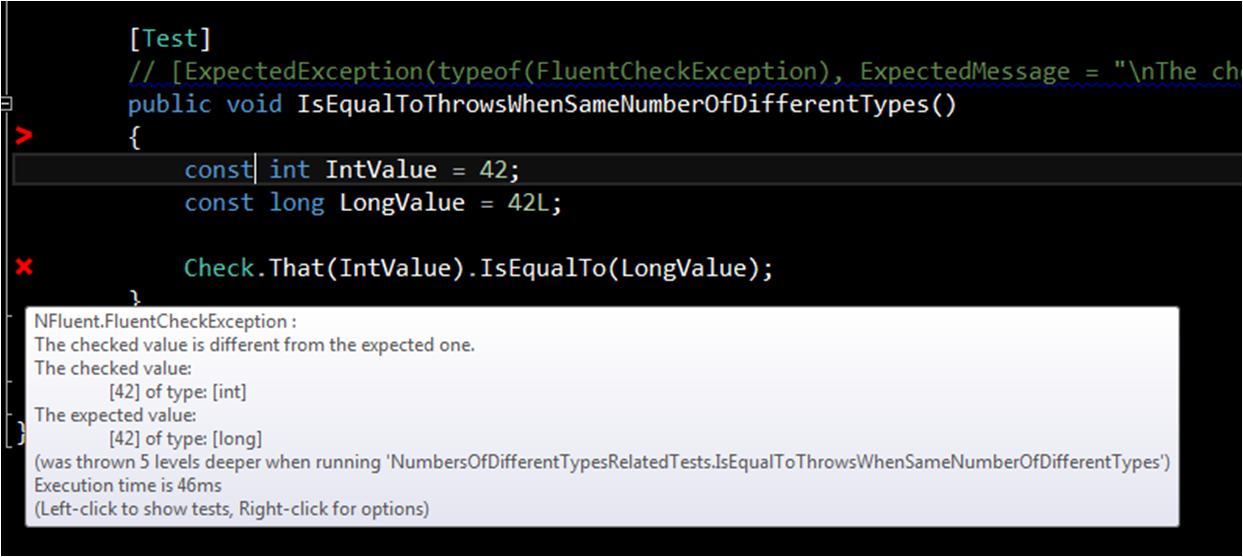 [Test]
// [ExpectedException(typeof(FluentCheckException), ExpectedMessage = "\nThe
public void IsEqualToThrowsWhenSameNumberOfDifferentTypes()
{
const int IntValue = 42;
const long LongValue = 42L;
Check.That(IntValue).IsEqualTo(LongValue);
}
NFluent.FluentCheckException :
The checked value is different from the expected one.
The checked value:
[42] of type: [int]
The expected value:
[42] of type: [long]
(was thrown 5 levels deeper when running 'NumbersOfDifferentTypesRelatedTests.IsEqualToThrowsWhenSameNumberOfDifferentTypes')
Execution time is 46ms
(Left-click to show tests, Right-click for options)
}